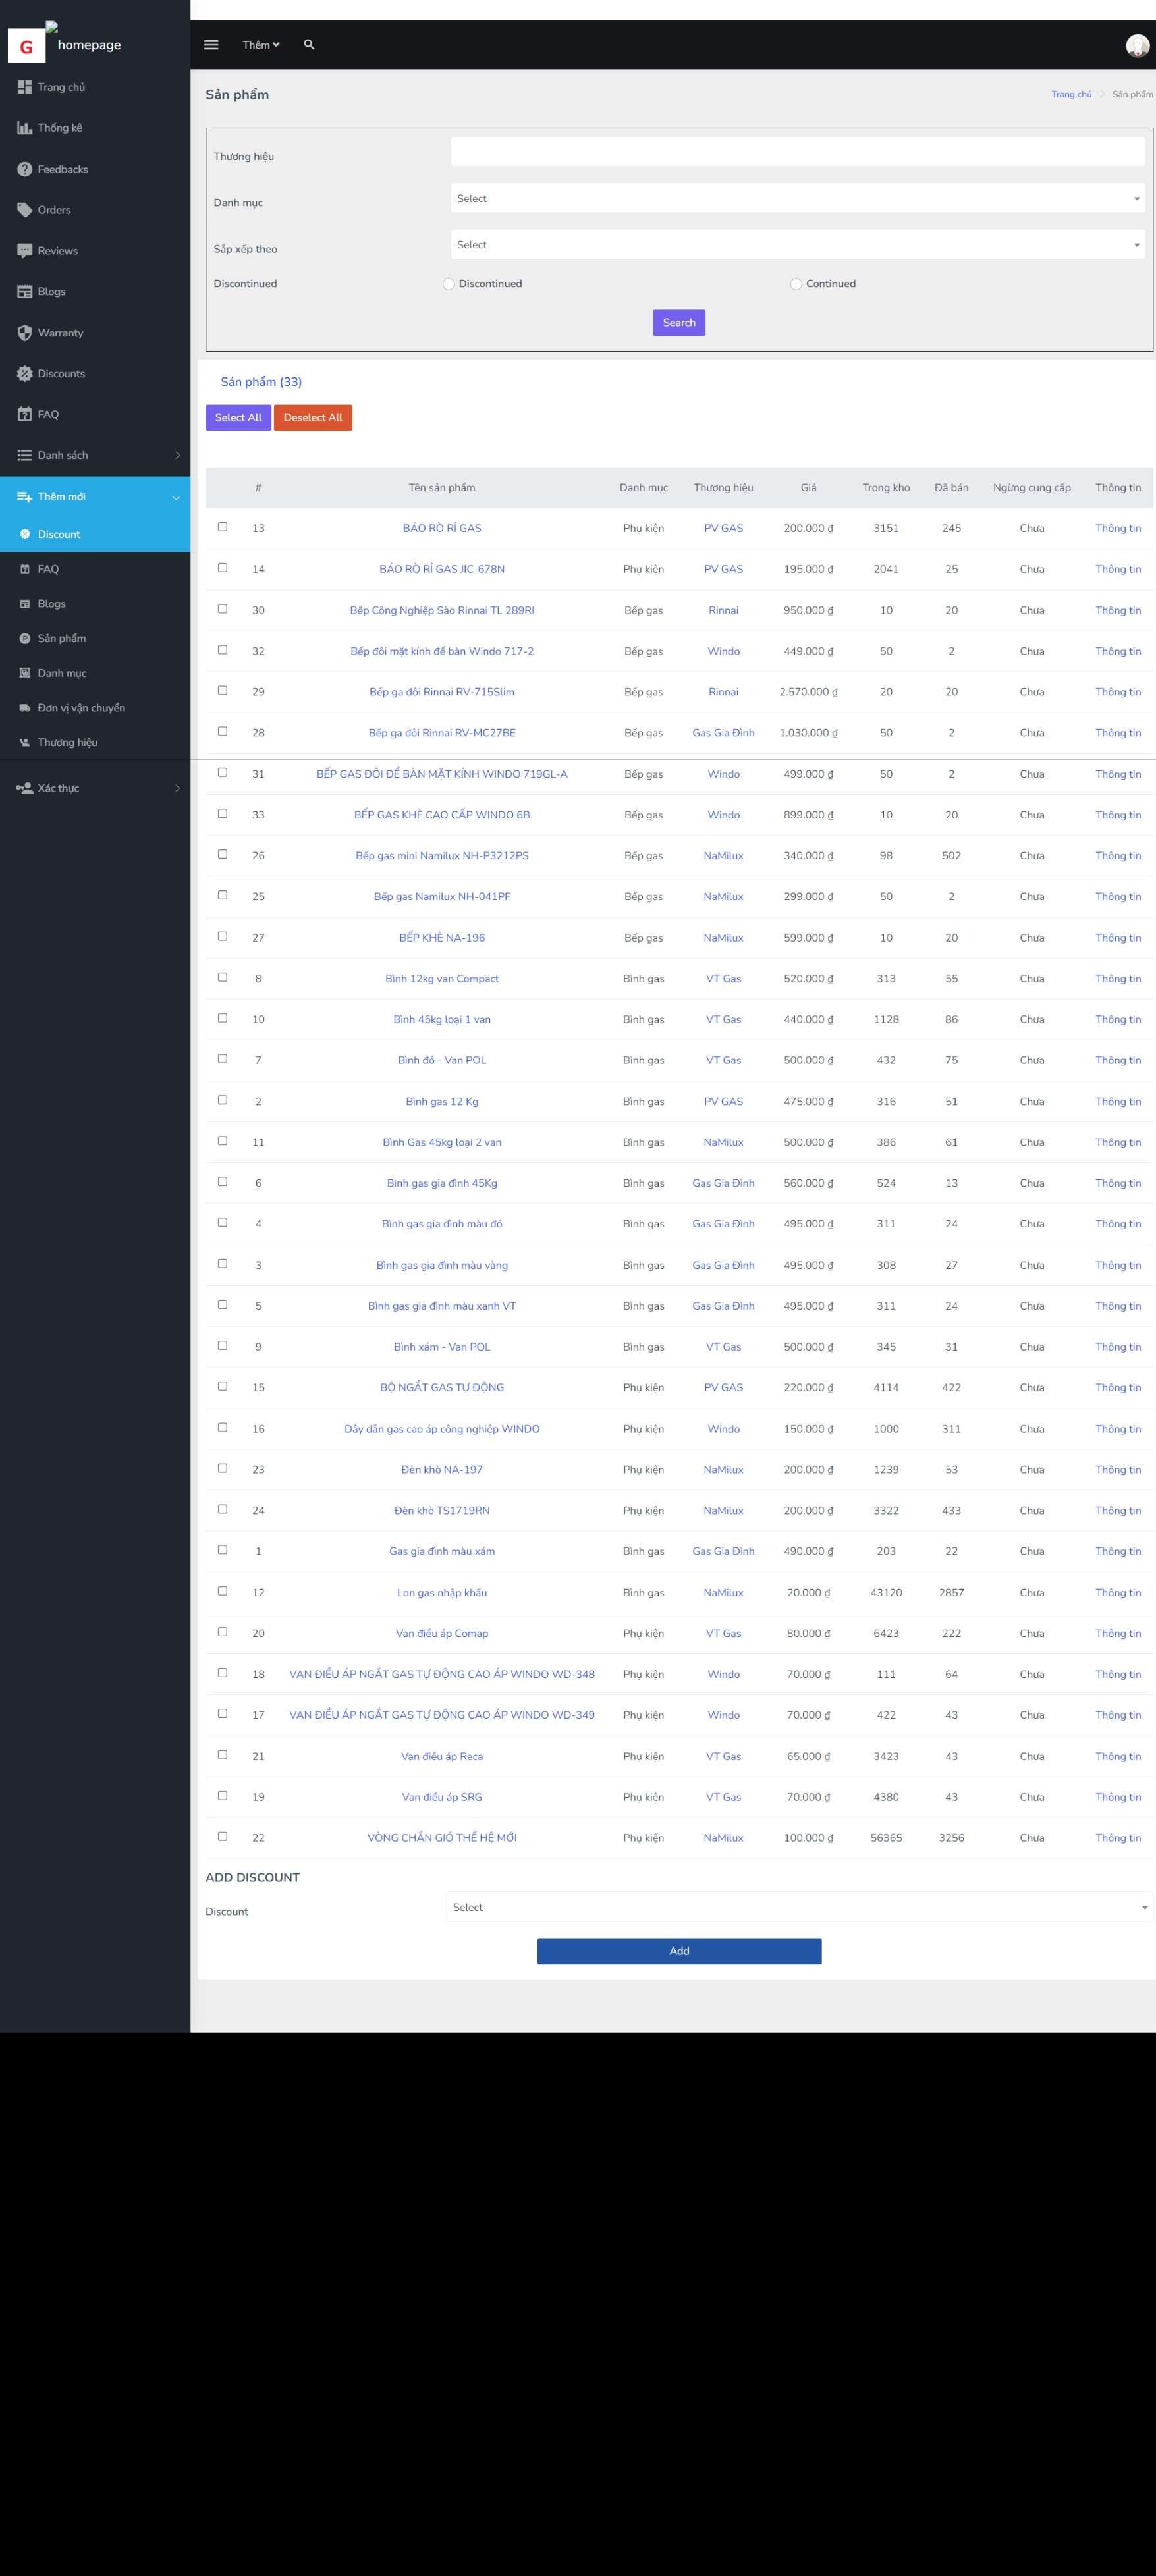 G
homepage
Trang chủ
Thống kê
Feedbacks
Orders
Reviews
Blogs
Warranty
Discounts
FAQ
Danh sách
Thêm mới
Discount
FAQ
Blogs
Sản phẩm
Danh mục
Đơn vị vận chuyển
Thương hiệu
Xác thực
Thêm
Sản phẩm
Trang chủ > Sản phẩm
Thương hiệu
Danh mục Select
Sắp xếp theo Select
Discontinued Discontinued Continued
Search
Sản phẩm (33)
Select All Deselect All
# Tên sản phẩm Danh mục Thương hiệu Giá Trong kho Đã bán Ngừng cung cấp Thông tin
13 BÁO RÒ RỈ GAS Phụ kiện PV GAS 200.000 ₫ 3151 245 Chưa Thông tin
14 BÁO RÒ RỈ GAS JIC-678N Phụ kiện PV GAS 195.000 ₫ 2041 25 Chưa Thông tin
30 Bếp Công Nghiệp Sào Rinnai TL 289RI Bếp gas Rinnai 950.000 ₫ 10 20 Chưa Thông tin
32 Bếp đôi mặt kính để bàn Windo 717-2 Bếp gas Windo 449.000 ₫ 50 2 Chưa Thông tin
29 Bếp ga đôi Rinnai RV-715Slim Bếp gas Rinnai 2.570.000 ₫ 20 20 Chưa Thông tin
28 Bếp ga đôi Rinnai RV-MC27BE Bếp gas Gas Gia Đình 1.030.000 ₫ 50 2 Chưa Thông tin
31 BẾP GAS ĐÔI ĐỂ BÀN MẶT KÍNH WINDO 719GL-A Bếp gas Windo 499.000 ₫ 50 2 Chưa Thông tin
33 BẾP GAS KHÈ CAO CẤP WINDO 6B Bếp gas Windo 899.000 ₫ 10 20 Chưa Thông tin
26 Bếp gas mini Namilux NH-P3212PS Bếp gas NaMilux 340.000 ₫ 98 502 Chưa Thông tin
25 Bếp gas Namilux NH-041PF Bếp gas NaMilux 299.000 ₫ 50 2 Chưa Thông tin
27 BẾP KHÈ NA-196 Bếp gas NaMilux 599.000 ₫ 10 20 Chưa Thông tin
8 Bình 12kg van Compact Bình gas VT Gas 520.000 ₫ 313 55 Chưa Thông tin
10 Bình 45kg loại 1 van Bình gas VT Gas 440.000 ₫ 1128 86 Chưa Thông tin
7 Bình đỏ - Van POL Bình gas VT Gas 500.000 ₫ 432 75 Chưa Thông tin
2 Bình gas 12 Kg Bình gas PV GAS 475.000 ₫ 316 51 Chưa Thông tin
11 Bình Gas 45kg loại 2 van Bình gas NaMilux 500.000 ₫ 386 61 Chưa Thông tin
6 Bình gas gia đình 45Kg Bình gas Gas Gia Đình 560.000 ₫ 524 13 Chưa Thông tin
4 Bình gas gia đình màu đỏ Bình gas Gas Gia Đình 495.000 ₫ 311 24 Chưa Thông tin
3 Bình gas gia đình màu vàng Bình gas Gas Gia Đình 495.000 ₫ 308 27 Chưa Thông tin
5 Bình gas gia đình màu xanh VT Bình gas Gas Gia Đình 495.000 ₫ 311 24 Chưa Thông tin
9 Bình xám - Van POL Bình gas VT Gas 500.000 ₫ 345 31 Chưa Thông tin
15 BỘ NGẮT GAS TỰ ĐỘNG Phụ kiện PV GAS 220.000 ₫ 4114 422 Chưa Thông tin
16 Dây dẫn gas cao áp công nghiệp WINDO Phụ kiện Windo 150.000 ₫ 1000 311 Chưa Thông tin
23 Đèn khò NA-197 Phụ kiện NaMilux 200.000 ₫ 1239 53 Chưa Thông tin
24 Đèn khò TS1719RN Phụ kiện NaMilux 200.000 ₫ 3322 433 Chưa Thông tin
1 Gas gia đình màu xám Bình gas Gas Gia Đình 490.000 ₫ 203 22 Chưa Thông tin
12 Lon gas nhập khẩu Bình gas NaMilux 20.000 ₫ 43120 2857 Chưa Thông tin
20 Van điều áp Comap Phụ kiện VT Gas 80.000 ₫ 6423 222 Chưa Thông tin
18 VAN ĐIỀU ÁP NGẮT GAS TỰ ĐỘNG CAO ÁP WINDO WD-348 Phụ kiện Windo 70.000 ₫ 111 64 Chưa Thông tin
17 VAN ĐIỀU ÁP NGẮT GAS TỰ ĐỘNG CAO ÁP WINDO WD-349 Phụ kiện Windo 70.000 ₫ 422 43 Chưa Thông tin
21 Van điều áp Reca Phụ kiện VT Gas 65.000 ₫ 3423 43 Chưa Thông tin
19 Van điều áp SRG Phụ kiện VT Gas 70.000 ₫ 4380 43 Chưa Thông tin
22 VÒNG CHẮN GIÓ THẾ HỆ MỚI Phụ kiện NaMilux 100.000 ₫ 56365 3256 Chưa Thông tin
ADD DISCOUNT
Discount Select
Add